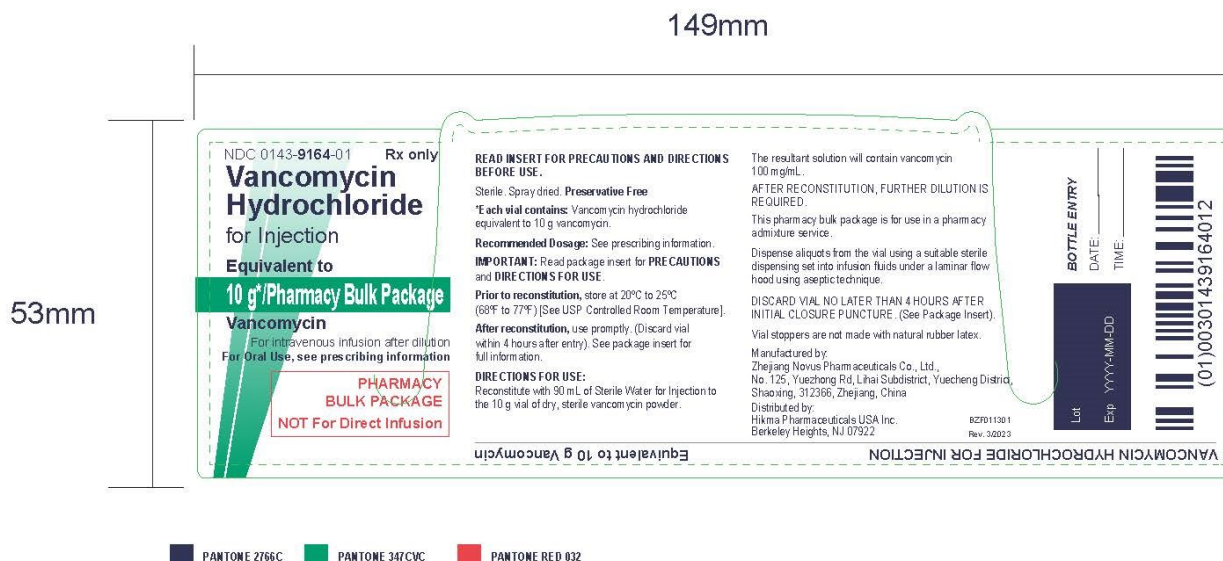 149mm
53mm
NDC 0143-9164-01 Rx only
Vancomycin
Hydrochloride
for Injection
Equivalent to
10 g*/Pharmacy Bulk Package
Vancomycin
For intravenous infusion after dilution
For Oral Use, see prescribing information
PHARMACY
BULK PACKAGE
NOT For Direct Infusion
READ INSERT FOR PRECAUTIONS AND DIRECTIONS
BEFORE USE.
Sterile. Spray dried. Preservative Free
*Each vial contains: Vancomycin hydrochloride
equivalent to 10 g vancomycin.
Recommended Dosage: See prescribing information.
IMPORTANT: Read package insert for PRECAUTIONS
and DIRECTIONS FOR USE.
Prior to reconstitution, store at 20°C to 25°C
(68°F to 77°F) [See USP Controlled Room Temperature].
After reconstitution, use promptly. (Discard vial
within 4 hours after entry). See package insert for
full information.
DIRECTIONS FOR USE:
Reconstitute with 90 mL of Sterile Water for Injection to
the 10 g vial of dry, sterile vancomycin powder.
The resultant solution will contain vancomycin
100 mg/mL.
AFTER RECONSTITUTION, FURTHER DILUTION IS
REQUIRED.
This pharmacy bulk package is for use in a pharmacy
admixture service.
Dispense aliquots from the vial using a suitable sterile
dispensing set into infusion fluids under a laminar flow
hood using aseptic technique.
DISCARD VIAL NO LATER THAN 4 HOURS AFTER
INITIAL CLOSURE PUNCTURE. (See Package Insert).
Vial stoppers are not made with natural rubber latex.
Manufactured by:
Zhejiang Novus Pharmaceuticals Co., Ltd.,
No. 125, Yuezhong Rd, Lihai Subdistrict, Yuecheng District,
Shaoxing, 312366, Zhejiang, China
Distributed by:
Hikma Pharmaceuticals USA Inc.
Berkeley Heights, NJ 07922
BZF011301
Rev. 3/2023
BOTTLE ENTRY
DATE:
TIME:
Lot
Exp YYYY-MM-DD
(01)00301439164012
VANCOMYCIN HYDROCHLORIDE FOR INJECTION
Equivalent to 10 g Vancomycin
PANTONE 2766C
PANTONE 347CVC
PANTONE RED 032